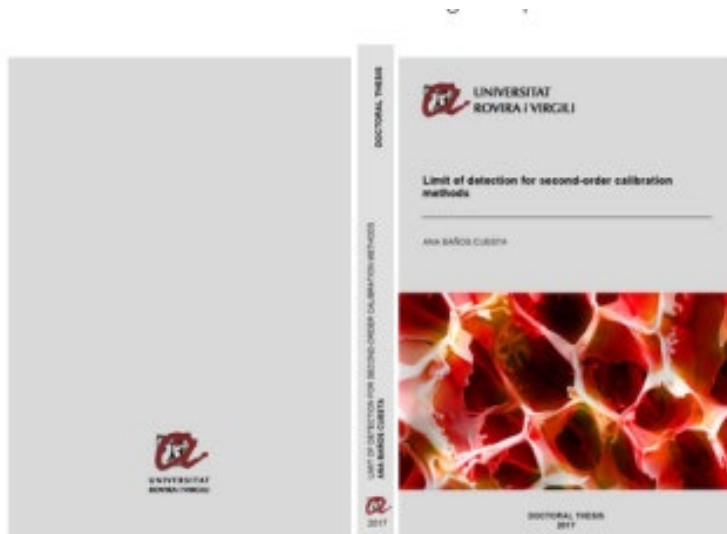 UNIVERSITAT
ROVIRA I VIRGILI
DOCTORAL THESIS
LIMIT OF DETECTION FOR SECOND-ORDER CALIBRATION METHODS
ANA BAÑOS CUESTA
2017
UNIVERSITAT
ROVIRA I VIRGILI
Limit of detection for second-order calibration
methods
ANA BAÑOS CUESTA
DOCTORAL THESIS
2017